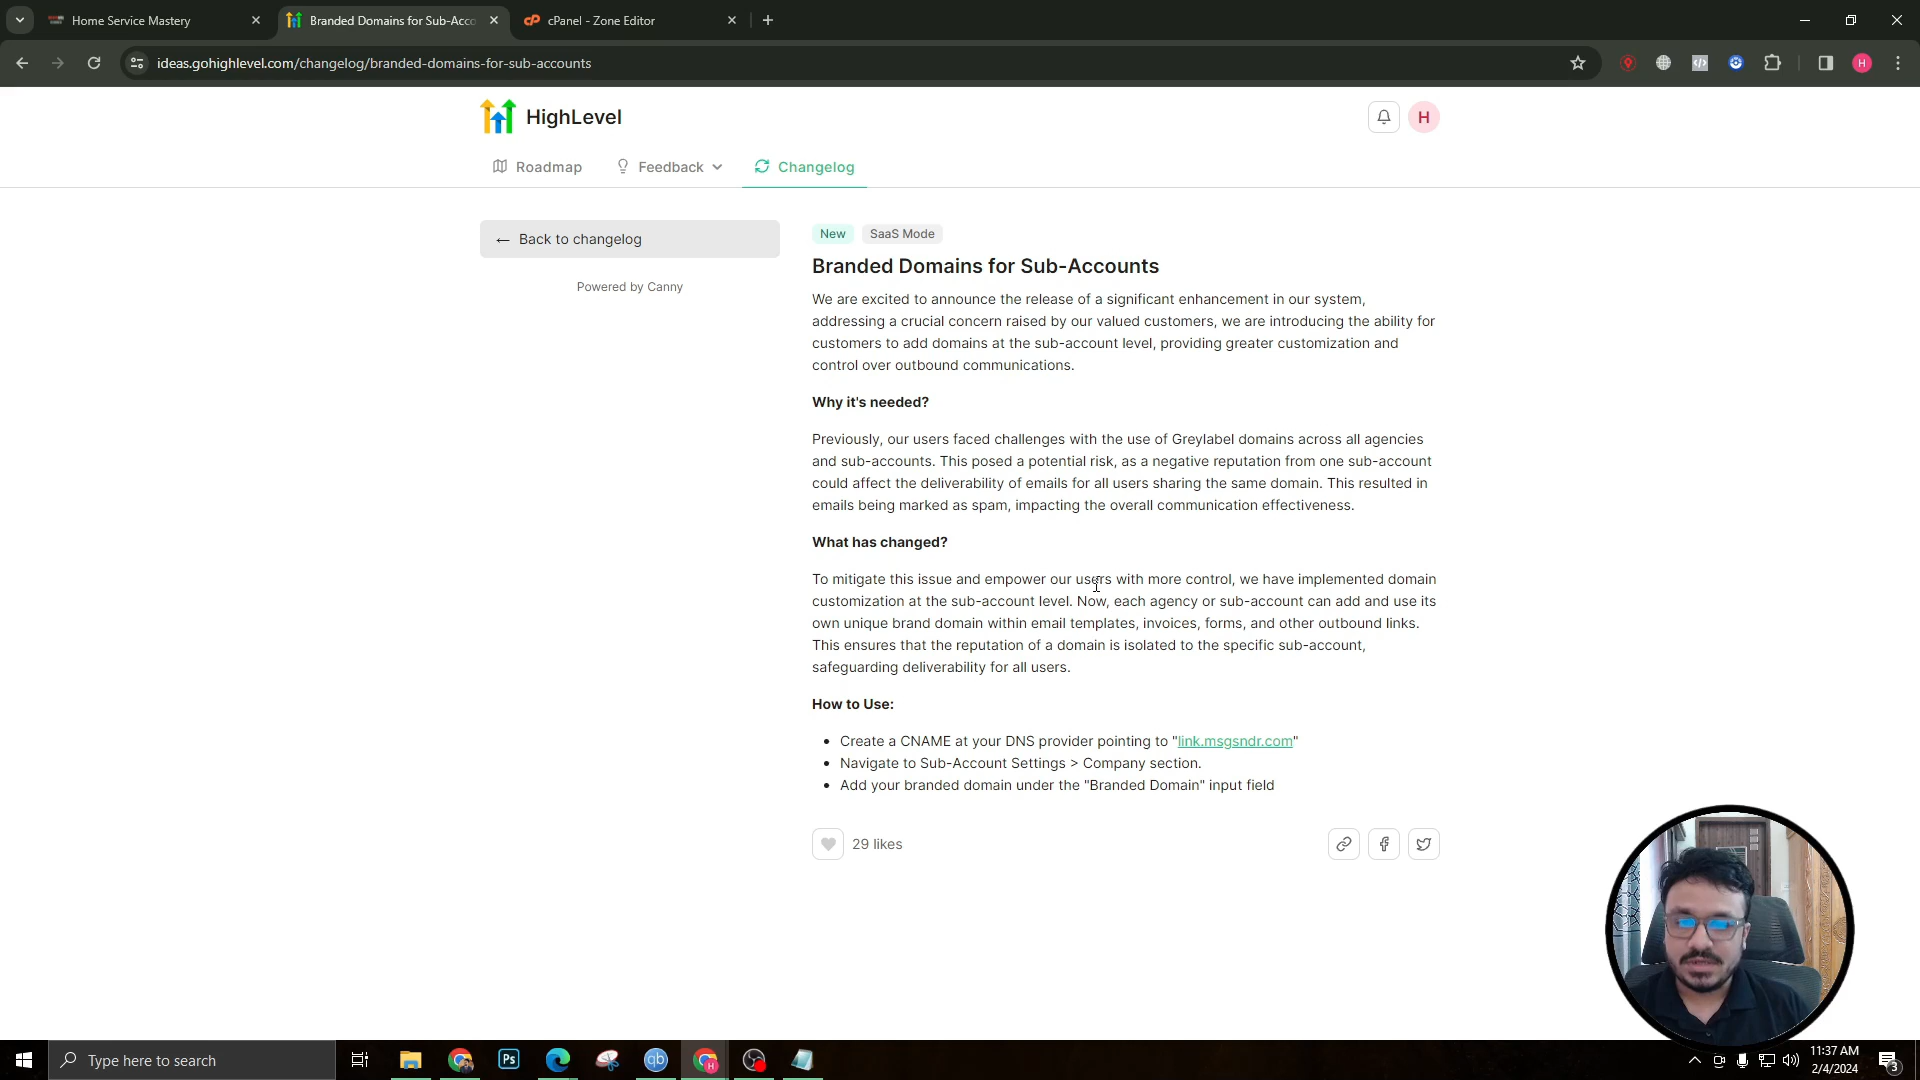 Home Service Mastery
Branded Domains for Sub-Acco
cPanel - Zone Editor
ideas.gohighlevel.com/changelog/branded-domains-for-sub-accounts
H
HighLevel
H
Roadmap
Feedback
Changelog
← Back to changelog
Powered by Canny
New
SaaS Mode
Branded Domains for Sub-Accounts
We are excited to announce the release of a significant enhancement in our system,
addressing a crucial concern raised by our valued customers, we are introducing the ability for
customers to add domains at the sub-account level, providing greater customization and
control over outbound communications.
Why it's needed?
Previously, our users faced challenges with the use of Greylabel domains across all agencies
and sub-accounts. This posed a potential risk, as a negative reputation from one sub-account
could affect the deliverability of emails for all users sharing the same domain. This resulted in
emails being marked as spam, impacting the overall communication effectiveness.
What has changed?
To mitigate this issue and empower our users with more control, we have implemented domain
customization at the sub-account level. Now, each agency or sub-account can add and use its
own unique brand domain within email templates, invoices, forms, and other outbound links.
This ensures that the reputation of a domain is isolated to the specific sub-account,
safeguarding deliverability for all users.
How to Use:
• Create a CNAME at your DNS provider pointing to "link.msgsndr.com"
• Navigate to Sub-Account Settings > Company section.
• Add your branded domain under the "Branded Domain" input field
29 likes
Type here to search
Ps
qb
H
11:37 AM
2/4/2024
3